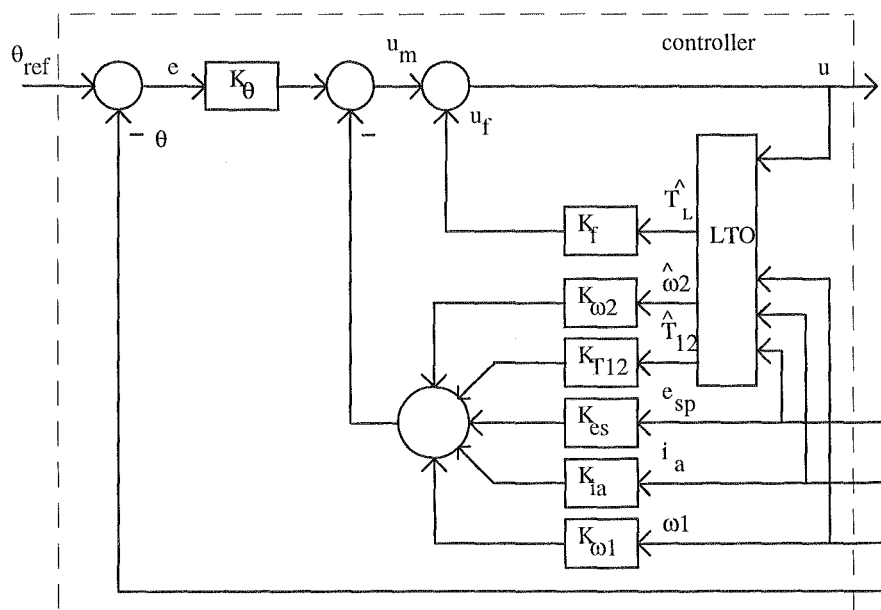 controller
θref
e
Kθ
um
u
− θ
−
uf
Kf
T̂L
LTO
Kω2
ω̂2
KT12
T̂12
Kes
esp
Kia
ia
Kω1
ω1